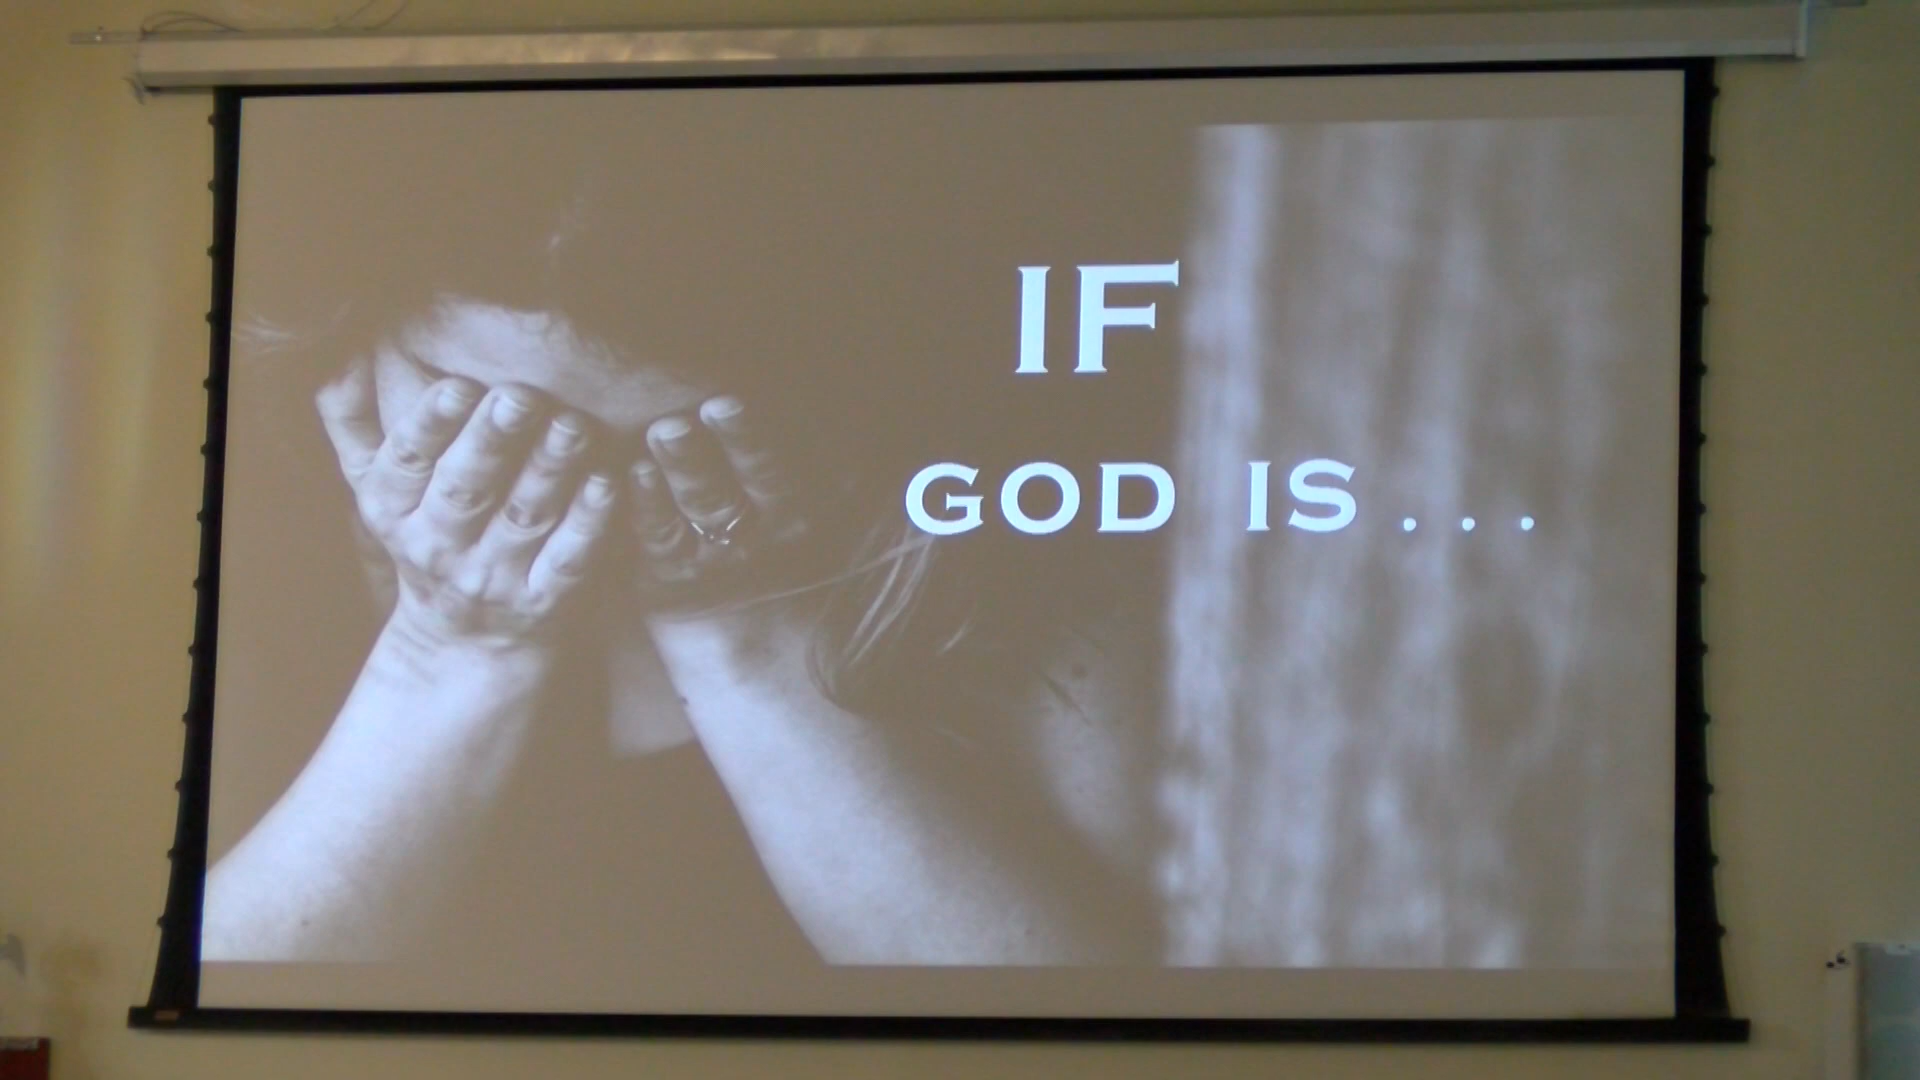 IF
GOD IS . . .